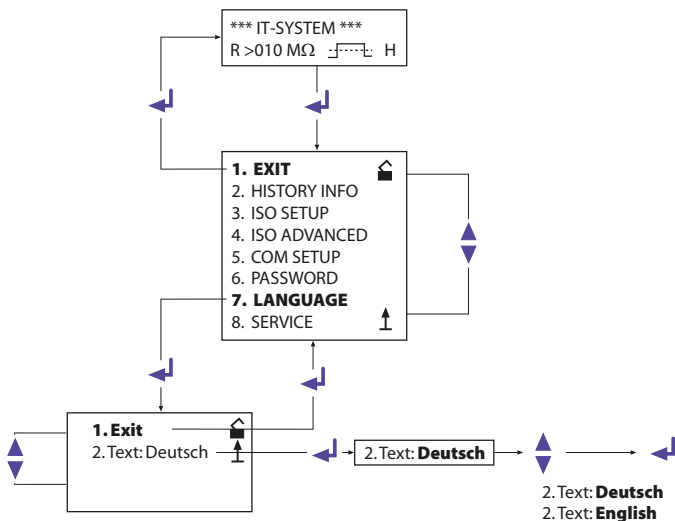 *** IT-SYSTEM ***
R >010 MΩ H
1. EXIT
2. HISTORY INFO
3. ISO SETUP
4. ISO ADVANCED
5. COM SETUP
6. PASSWORD
7. LANGUAGE
8. SERVICE
1. Exit
2. Text: Deutsch
2. Text: Deutsch
2. Text: Deutsch
2. Text: English